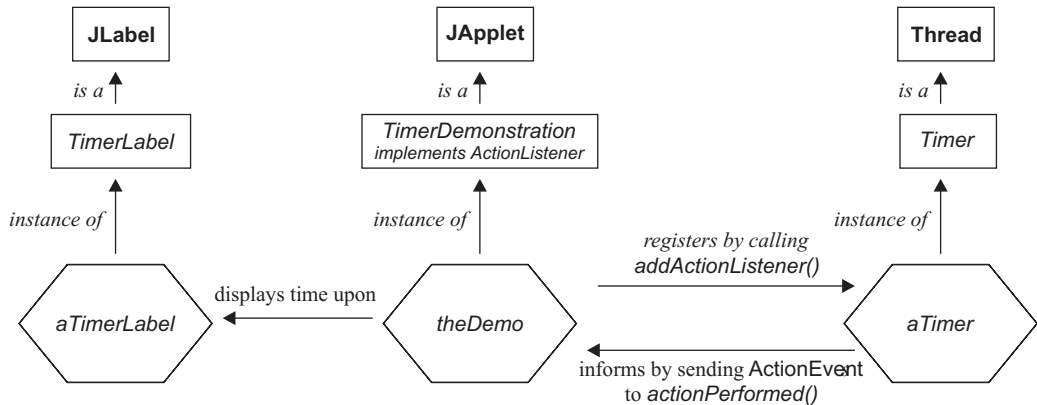 JLabel
JApplet
Thread
is a
is a
is a
TimerLabel
TimerDemonstration
implements ActionListener
Timer
instance of
instance of
instance of
registers by calling
addActionListener()
displays time upon
aTimerLabel
theDemo
aTimer
informs by sending ActionEvent
to actionPerformed()